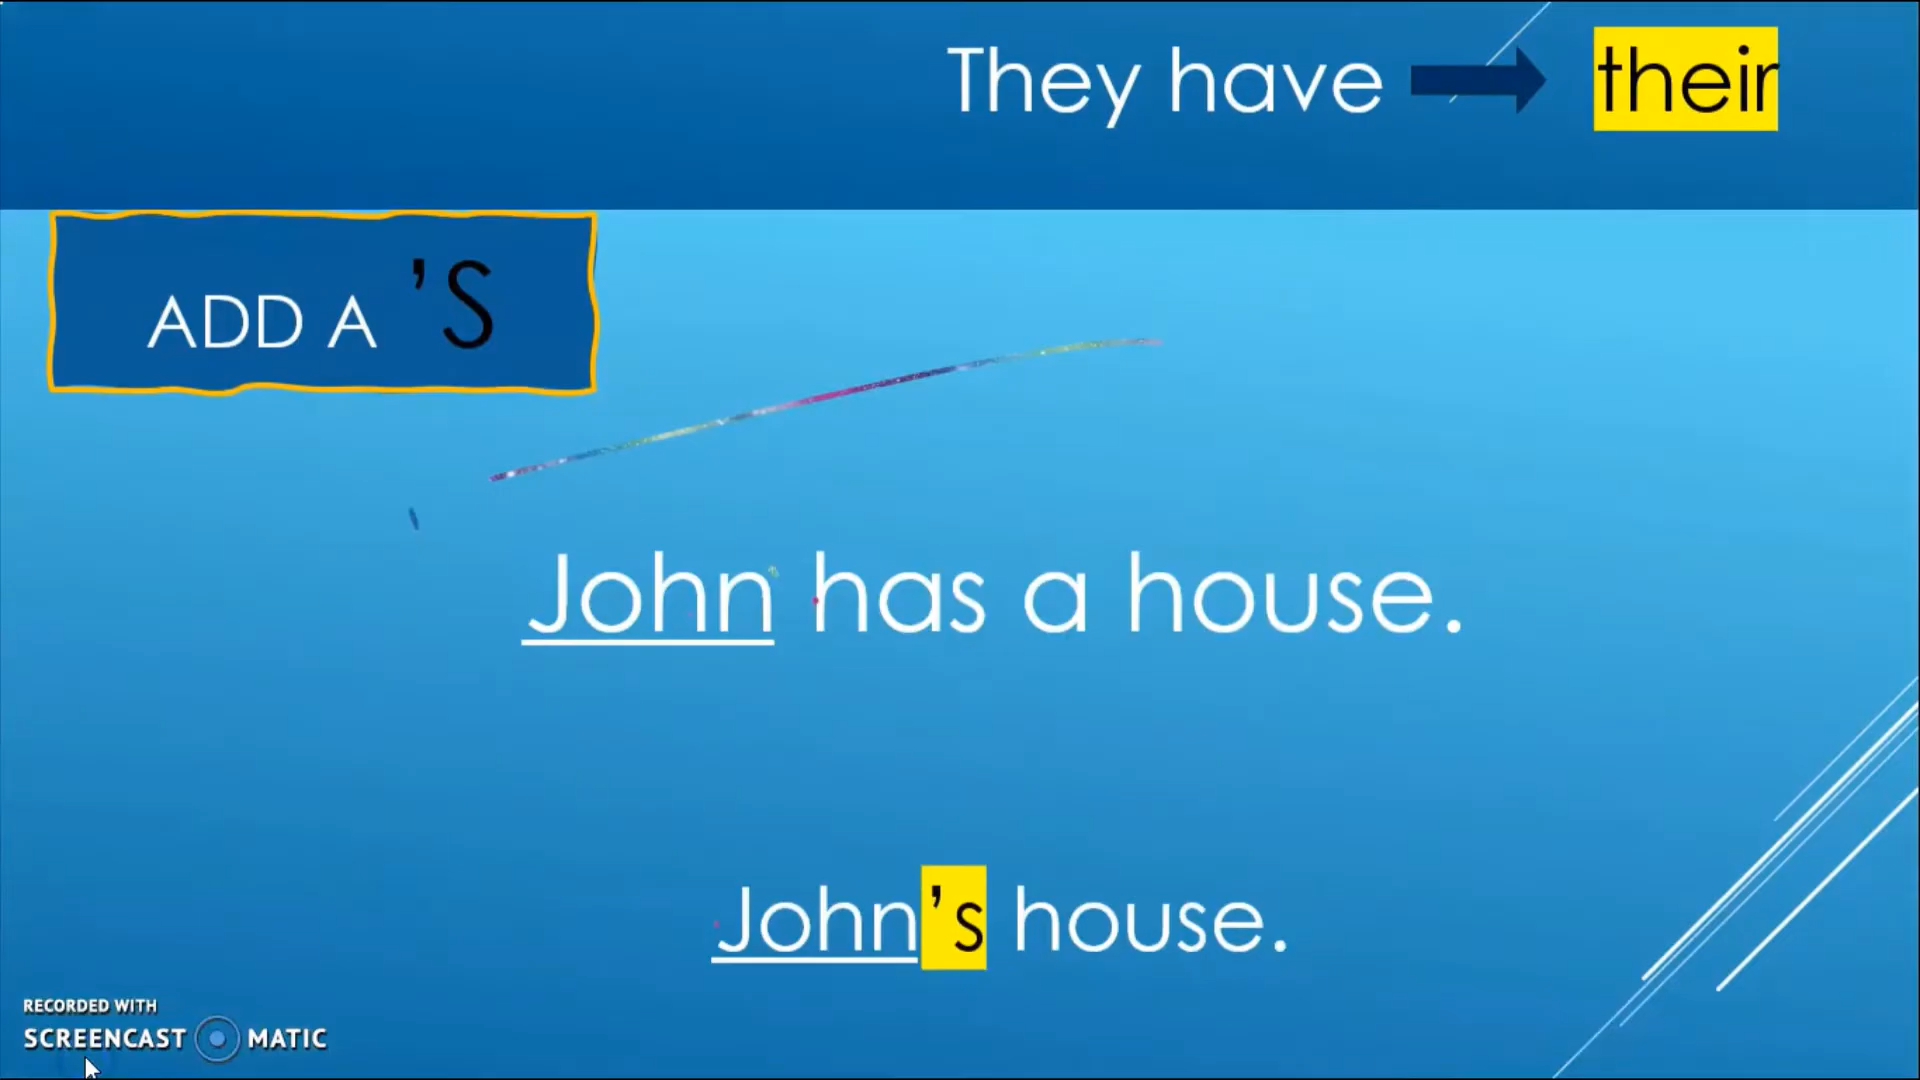 They have their
ADD A ’S
John has a house.
John’s house.
RECORDED WITH
SCREENCAST MATIC